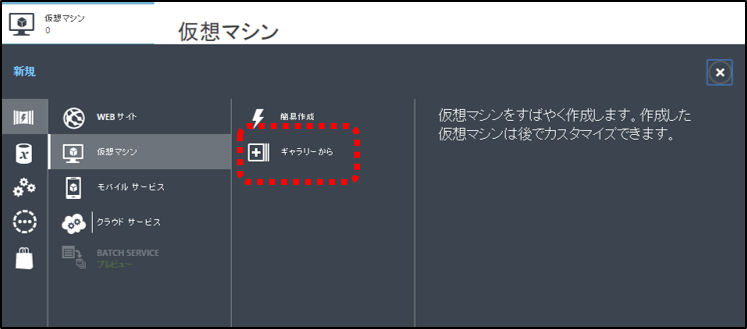 仮想マシン
0
仮想マシン
新規
WEB サイト
仮想マシン
モバイル サービス
クラウド サービス
BATCH SERVICE
プレビュー
簡易作成
ギャラリーから
仮想マシンをすばやく作成します。作成した
仮想マシンは後でカスタマイズできます。